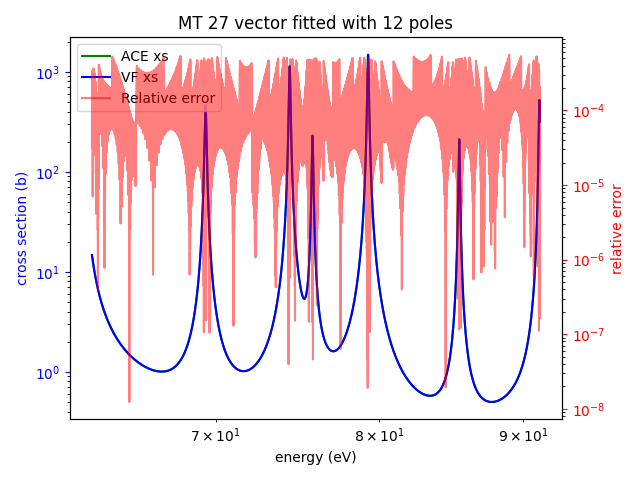 MT 27 vector fitted with 12 poles
ACE xs
VF xs
Relative error
cross section (b)
10³
10²
10¹
10⁰
relative error
10⁻⁴
10⁻⁵
10⁻⁶
10⁻⁷
10⁻⁸
7 × 10¹
8 × 10¹
9 × 10¹
energy (eV)